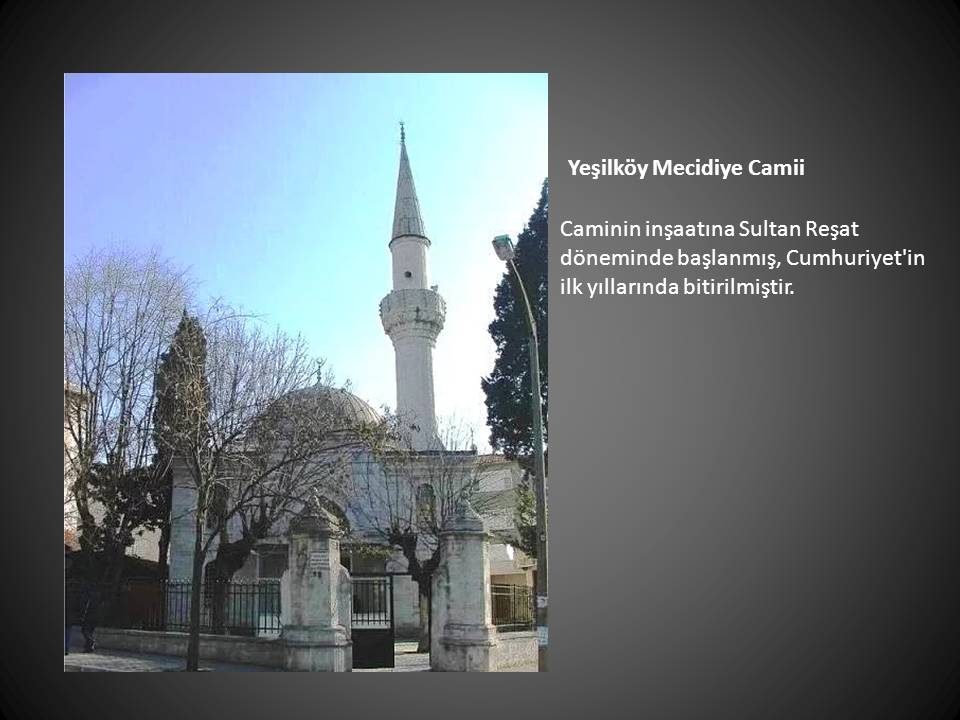 Yeşilköy Mecidiye Camii
Caminin inşaatına Sultan Reşat
döneminde başlanmış, Cumhuriyet'in
ilk yıllarında bitirilmiştir.